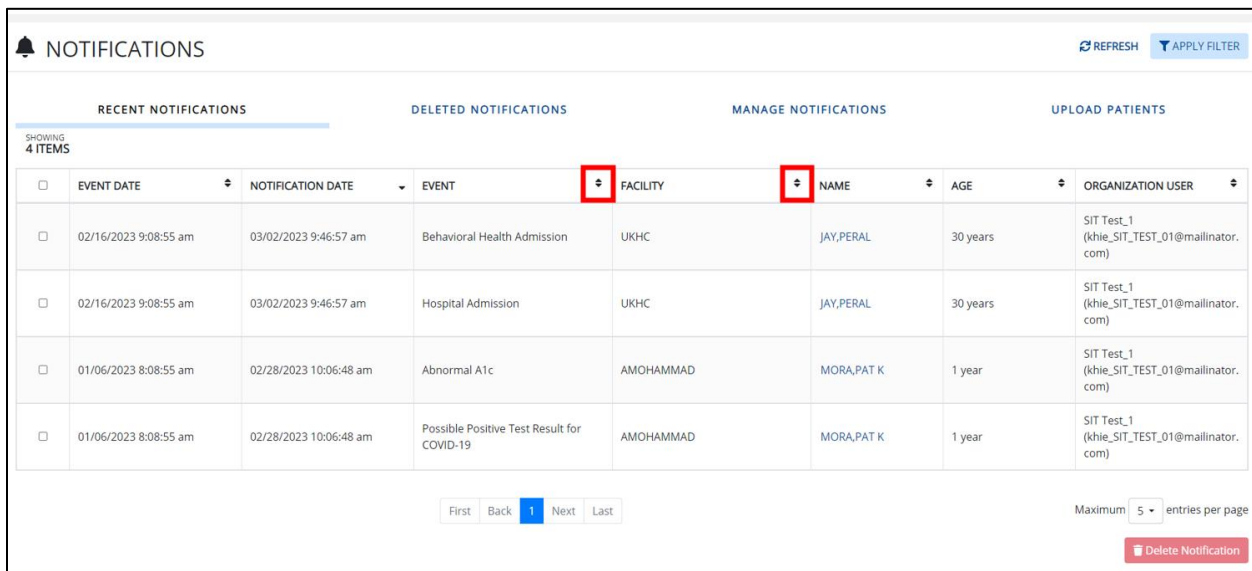 NOTIFICATIONS
REFRESH APPLY FILTER
RECENT NOTIFICATIONS DELETED NOTIFICATIONS MANAGE NOTIFICATIONS UPLOAD PATIENTS
SHOWING
4 ITEMS
EVENT DATE NOTIFICATION DATE EVENT FACILITY NAME AGE ORGANIZATION USER
02/16/2023 9:08:55 am 03/02/2023 9:46:57 am Behavioral Health Admission UKHC JAY,PERAL 30 years SIT Test_1
(khie_SIT_TEST_01@mailinator.
com)
02/16/2023 9:08:55 am 03/02/2023 9:46:57 am Hospital Admission UKHC JAY,PERAL 30 years SIT Test_1
(khie_SIT_TEST_01@mailinator.
com)
01/06/2023 8:08:55 am 02/28/2023 10:06:48 am Abnormal A1c AMOHAMMAD MORA,PAT K 1 year SIT Test_1
(khie_SIT_TEST_01@mailinator.
com)
01/06/2023 8:08:55 am 02/28/2023 10:06:48 am Possible Positive Test Result for
COVID-19 AMOHAMMAD MORA,PAT K 1 year SIT Test_1
(khie_SIT_TEST_01@mailinator.
com)
First Back 1 Next Last
Maximum 5 entries per page
Delete Notification